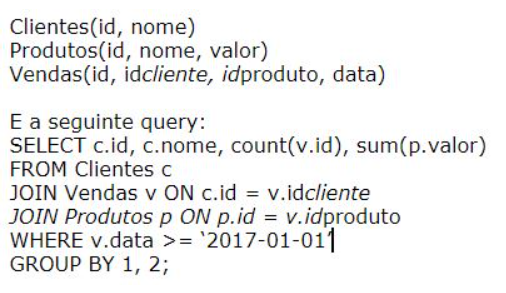 Clientes(id, nome)
Produtos(id, nome, valor)
Vendas(id, idcliente, idproduto, data)
E a seguinte query:
SELECT c.id, c.nome, count(v.id), sum(p.valor)
FROM Clientes c
JOIN Vendas v ON c.id = v.idcliente
JOIN Produtos p ON p.id = v.idproduto
WHERE v.data >= ‘2017-01-01’
GROUP BY 1, 2;